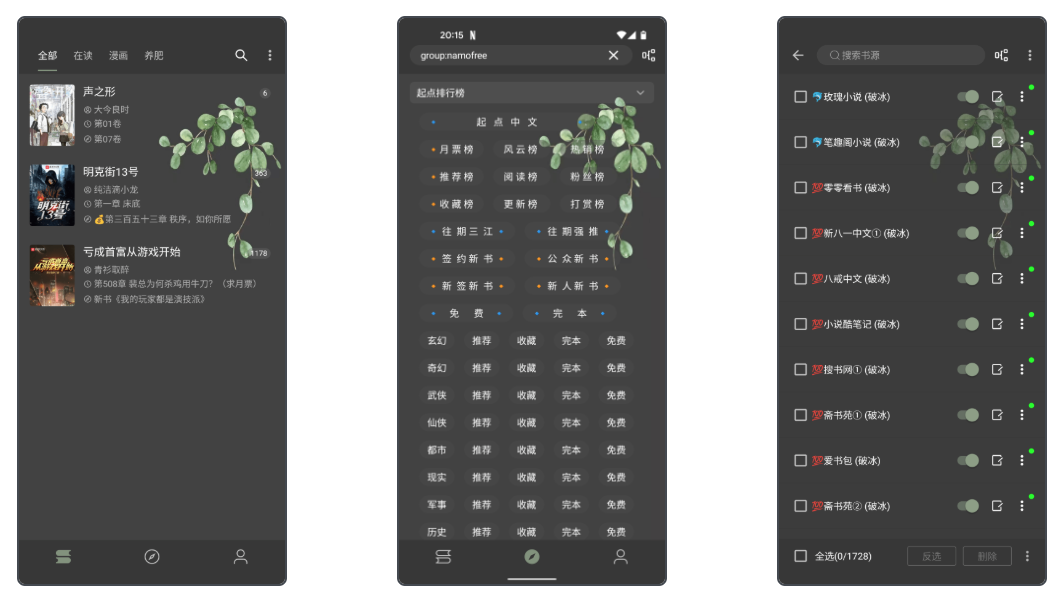 全部 在读 漫画 养肥
声之形
6
大今良时
第01卷
第07卷
明克街13号
363
纯洁滴小龙
第一章 床底
💰第三百五十三章 秩序，如你所愿
亏成首富从游戏开始
1178
青衫取醉
第508章 裴总为何杀鸡用牛刀？（求月票）
新书《我的玩家都是演技派》
20:15
group:namofree
起点排行榜
起点中文
月票榜 风云榜 热销榜
推荐榜 阅读榜 粉丝榜
收藏榜 更新榜 打赏榜
往期三江 往期强推
签约新书 公众新书
新签新书 新人新书
免费 完本
玄幻 推荐 收藏 完本 免费
奇幻 推荐 收藏 完本 免费
武侠 推荐 收藏 完本 免费
仙侠 推荐 收藏 完本 免费
都市 推荐 收藏 完本 免费
现实 推荐 收藏 完本 免费
军事 推荐 收藏 完本 免费
历史 推荐 收藏 完本 免费
搜索书源
🐬玫瑰小说 (破冰)
🐬笔趣阁小说 (破冰)
💯零零看书 (破冰)
💯新八一中文① (破冰)
💯八戒中文 (破冰)
💯小说酷笔记 (破冰)
💯搜书网① (破冰)
💯斋书苑① (破冰)
💯爱书包 (破冰)
💯斋书苑② (破冰)
全选(0/1728) 反选 删除